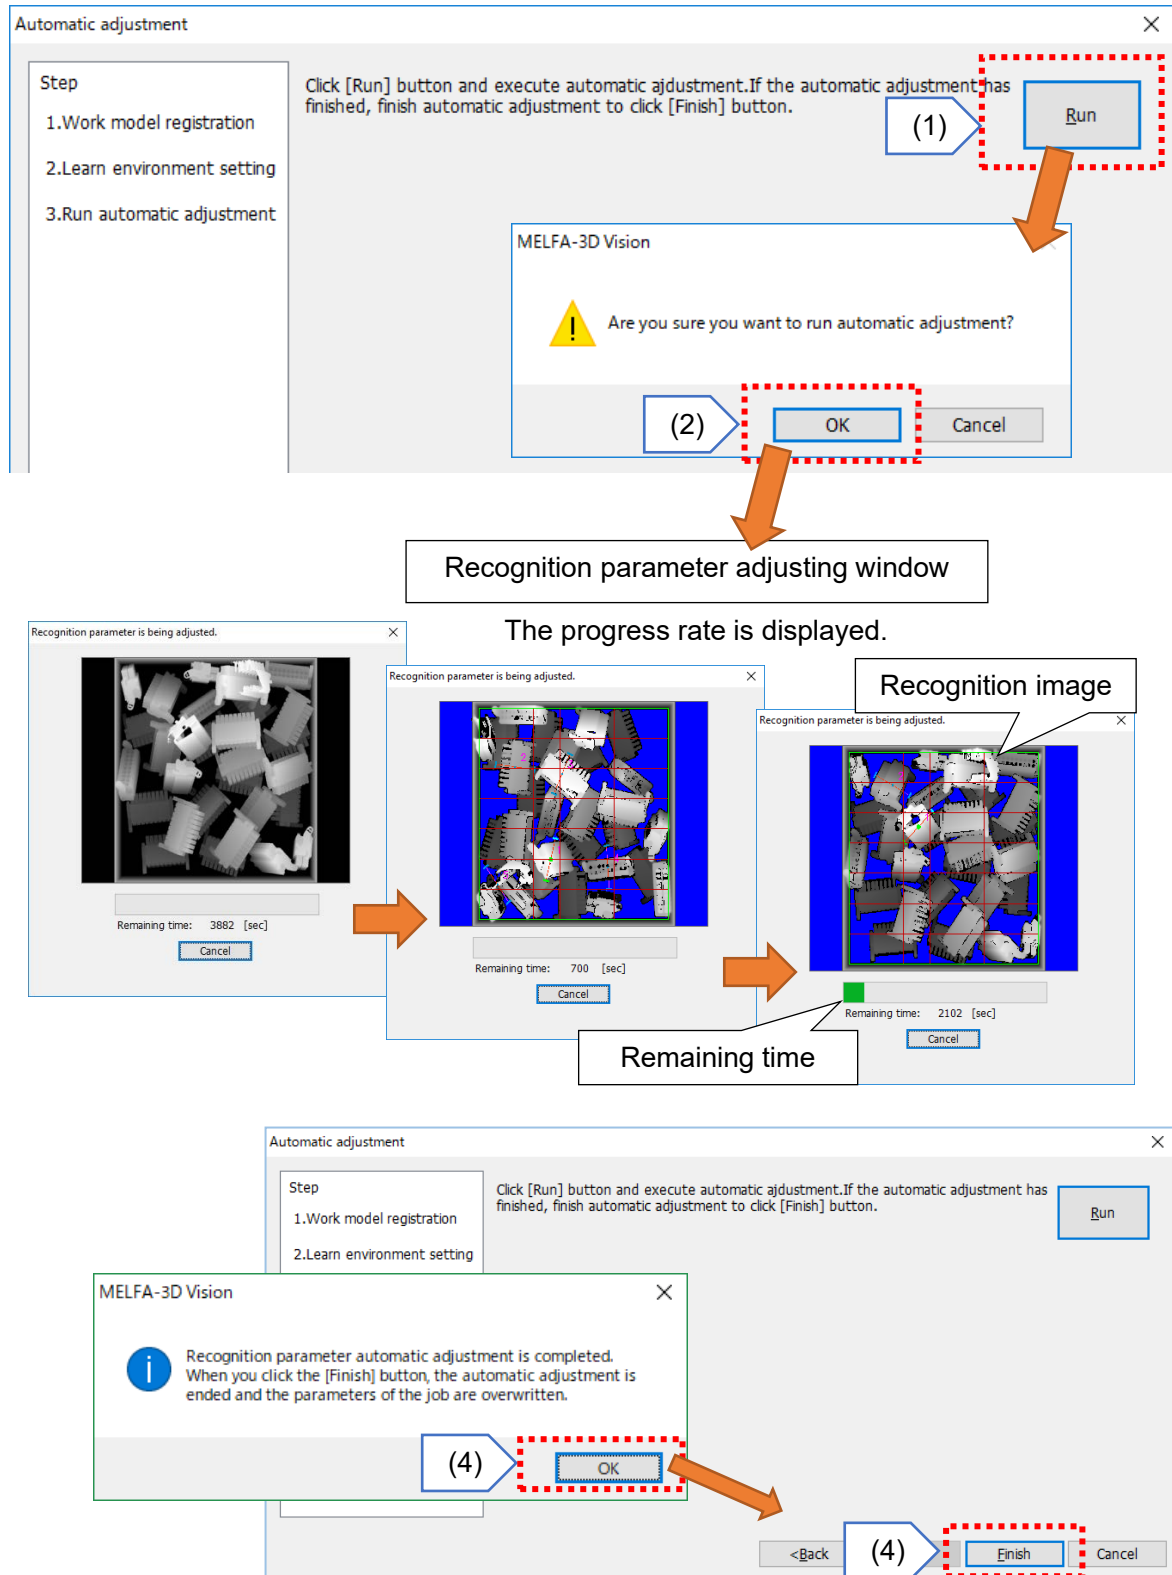 Automatic adjustment
Step
1.Work model registration
2.Learn environment setting
3.Run automatic adjustment
Click [Run] button and execute automatic ajdustment.If the automatic adjustment has
finished, finish automatic adjustment to click [Finish] button.
(1)
Run
MELFA-3D Vision
Are you sure you want to run automatic adjustment?
(2)
OK
Cancel
Recognition parameter adjusting window
The progress rate is displayed.
Recognition parameter is being adjusted.
Remaining time: 3882 [sec]
Cancel
Recognition parameter is being adjusted.
Remaining time: 700 [sec]
Cancel
Recognition image
Recognition parameter is being adjusted.
Remaining time: 2102 [sec]
Cancel
Remaining time
Automatic adjustment
Step
1.Work model registration
2.Learn environment setting
Click [Run] button and execute automatic ajdustment.If the automatic adjustment has
finished, finish automatic adjustment to click [Finish] button.
Run
MELFA-3D Vision
Recognition parameter automatic adjustment is completed.
When you click the [Finish] button, the automatic adjustment is
ended and the parameters of the job are overwritten.
(4)
OK
<Back
(4)
Finish
Cancel